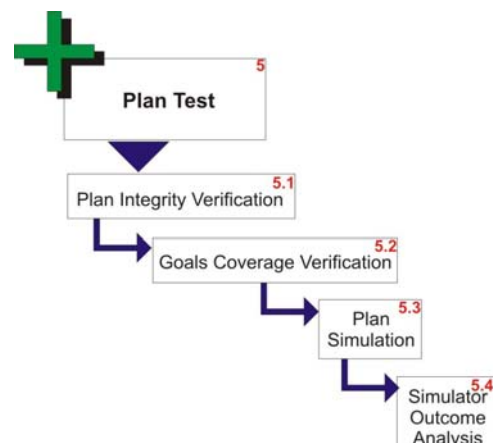 5
Plan Test
5.1
Plan Integrity Verification
5.2
Goals Coverage Verification
5.3
Plan
Simulation
5.4
Simulator
Outcome
Analysis